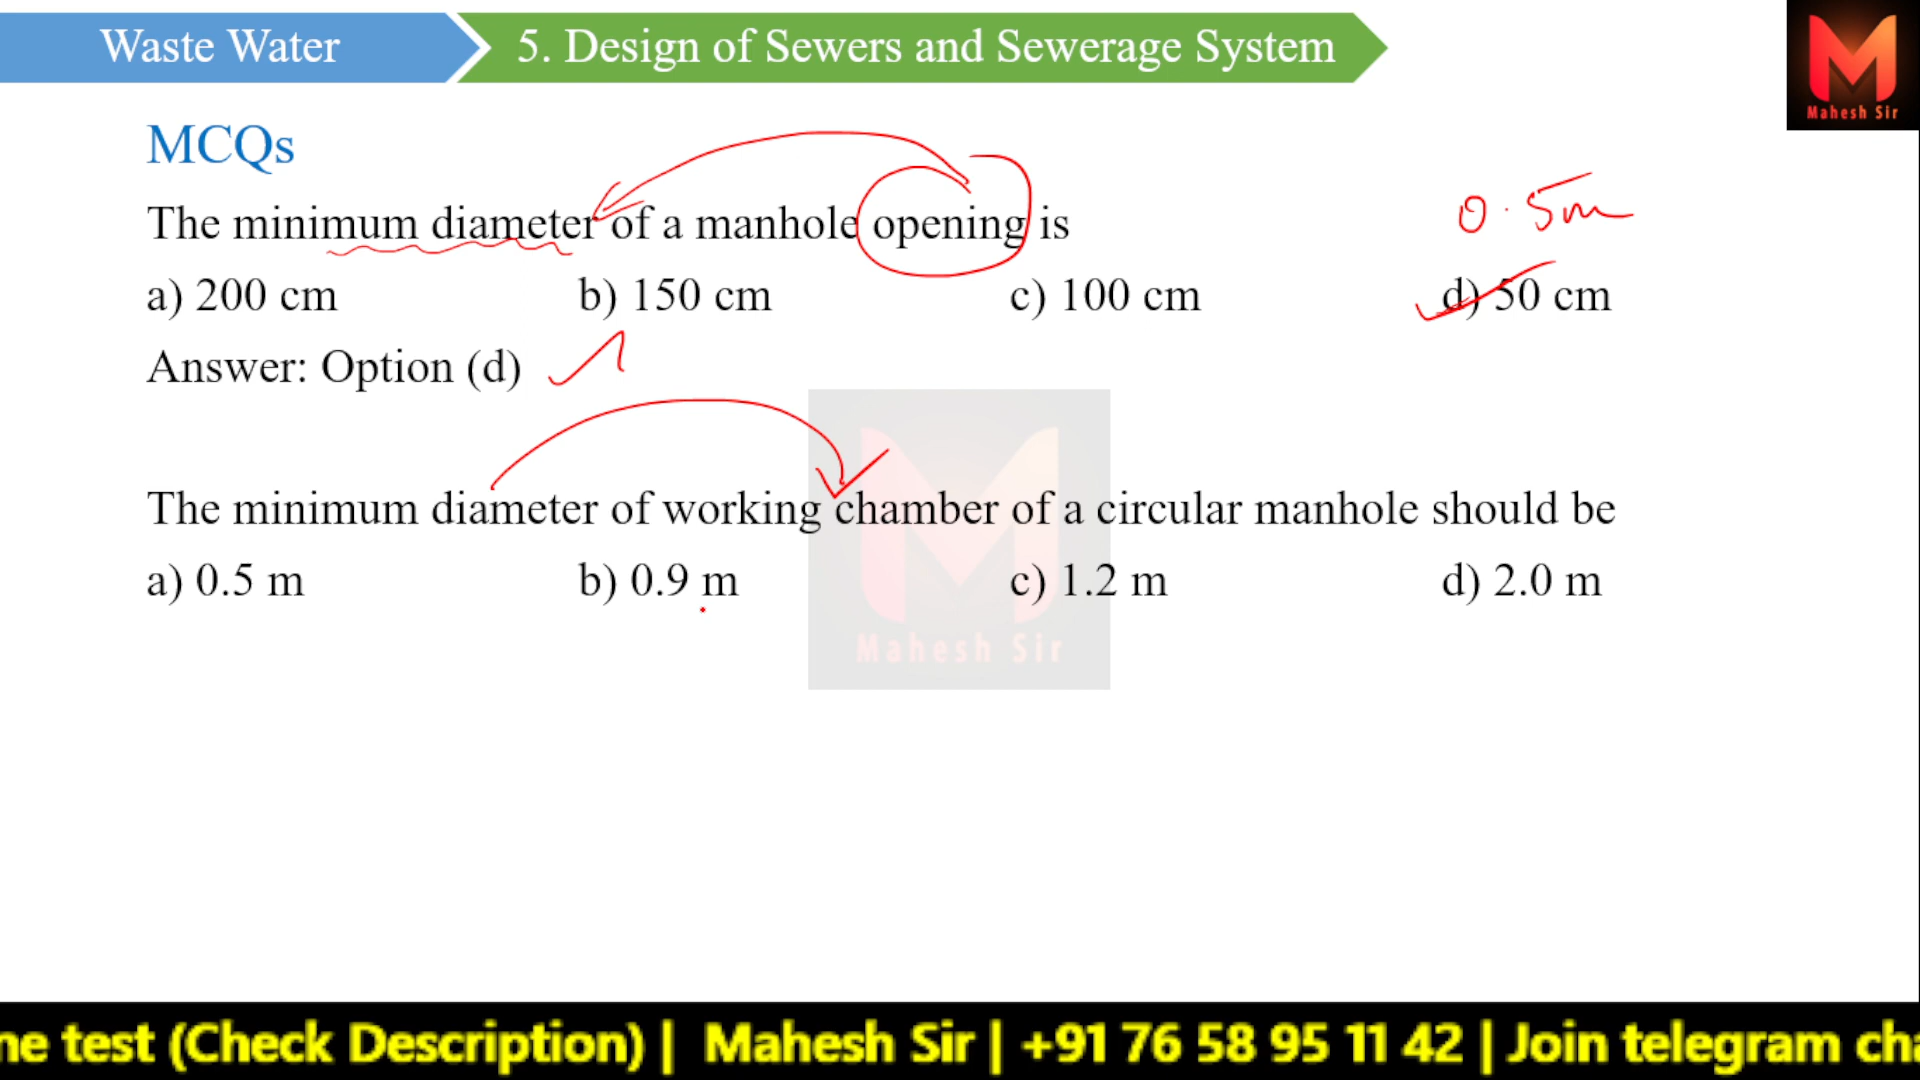 Waste Water
5. Design of Sewers and Sewerage System
Mahesh Sir
MCQs
The minimum diameter of a manhole opening is
0.5m
a) 200 cm b) 150 cm c) 100 cm d) 50 cm
Answer: Option (d)
The minimum diameter of working chamber of a circular manhole should be
a) 0.5 m b) 0.9 m c) 1.2 m d) 2.0 m
Mahesh Sir
ne test (Check Description) | Mahesh Sir | +91 76 58 95 11 42 | Join telegram cha